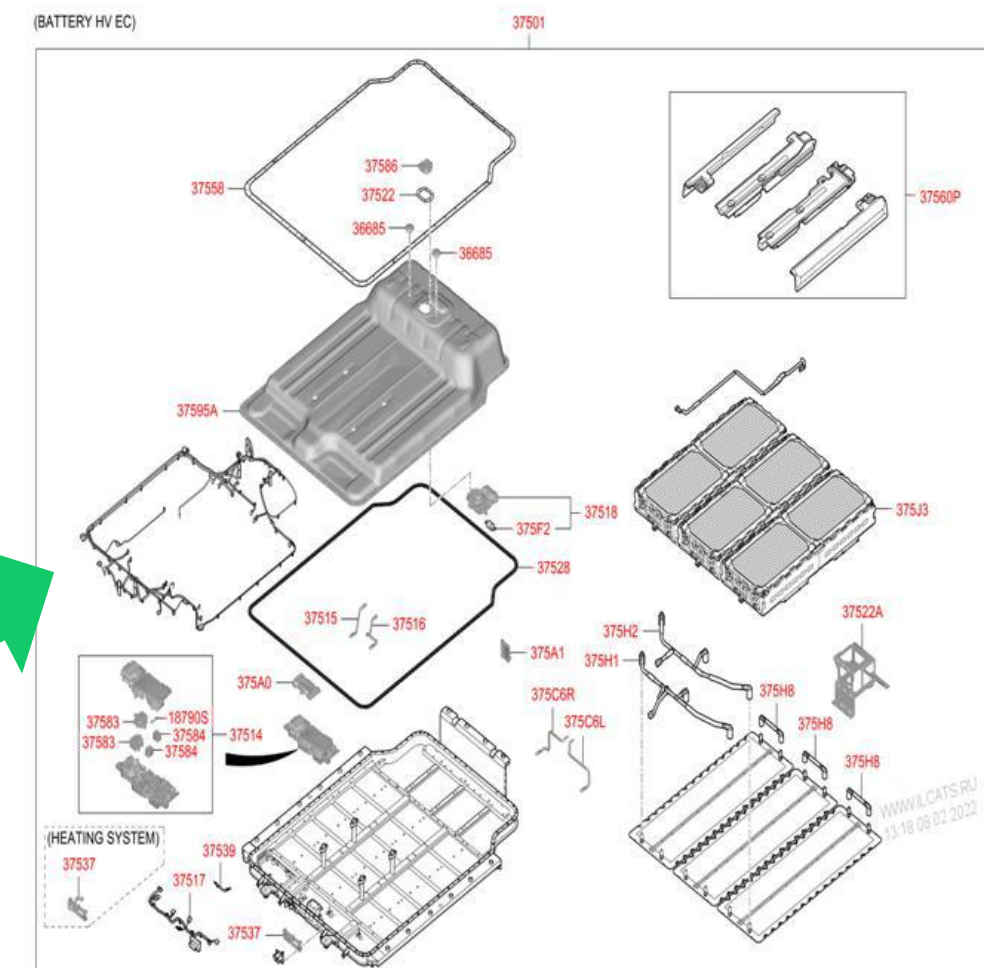 (BATTERY HV EC)
37501
37586
37558
37522
36685
36685
37560P
37595A
37518
375F2
375J3
37528
37515
37516
37522A
375H2
375A1
375H1
375A0
375C6R
375H8
37583
18790S
37584
37514
375C6L
37583
37584
375H8
375H8
WWW.ILCATS.RU
13:18 08 02 2022
(HEATING SYSTEM)
37537
37539
37517
37537